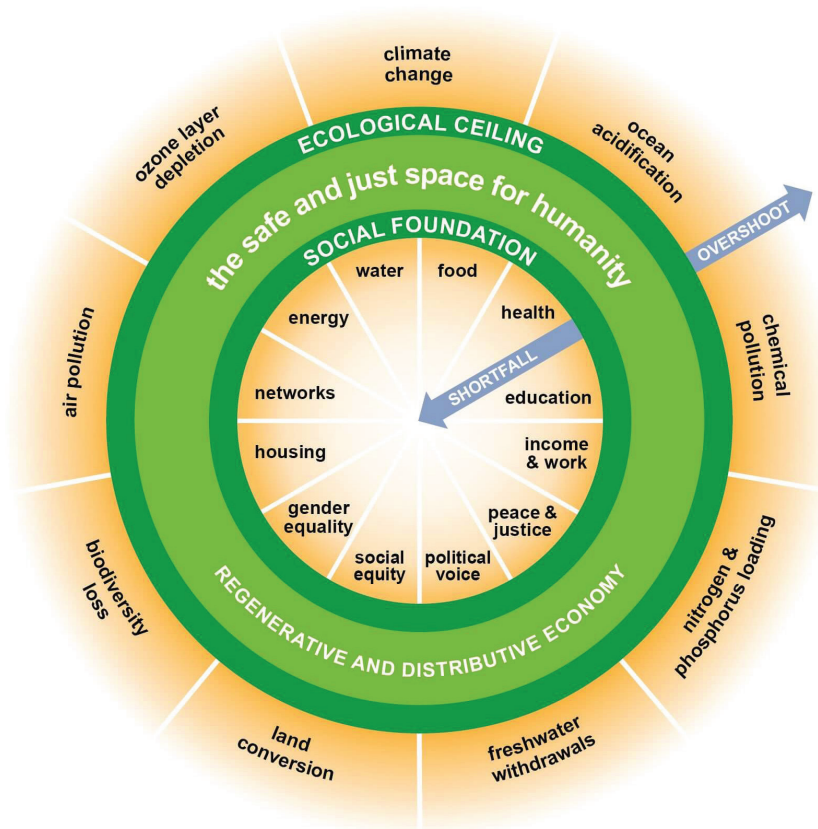 climate
change
ocean
acidification
chemical
pollution
nitrogen &
phosphorus loading
freshwater
withdrawals
land
conversion
biodiversity
loss
air pollution
ozone layer
depletion
OVERSHOOT
ECOLOGICAL CEILING
the safe and just space for humanity
SOCIAL FOUNDATION
water
food
health
SHORTFALL
education
income
& work
peace &
justice
political
voice
social
equity
gender
equality
housing
networks
energy
REGENERATIVE AND DISTRIBUTIVE ECONOMY